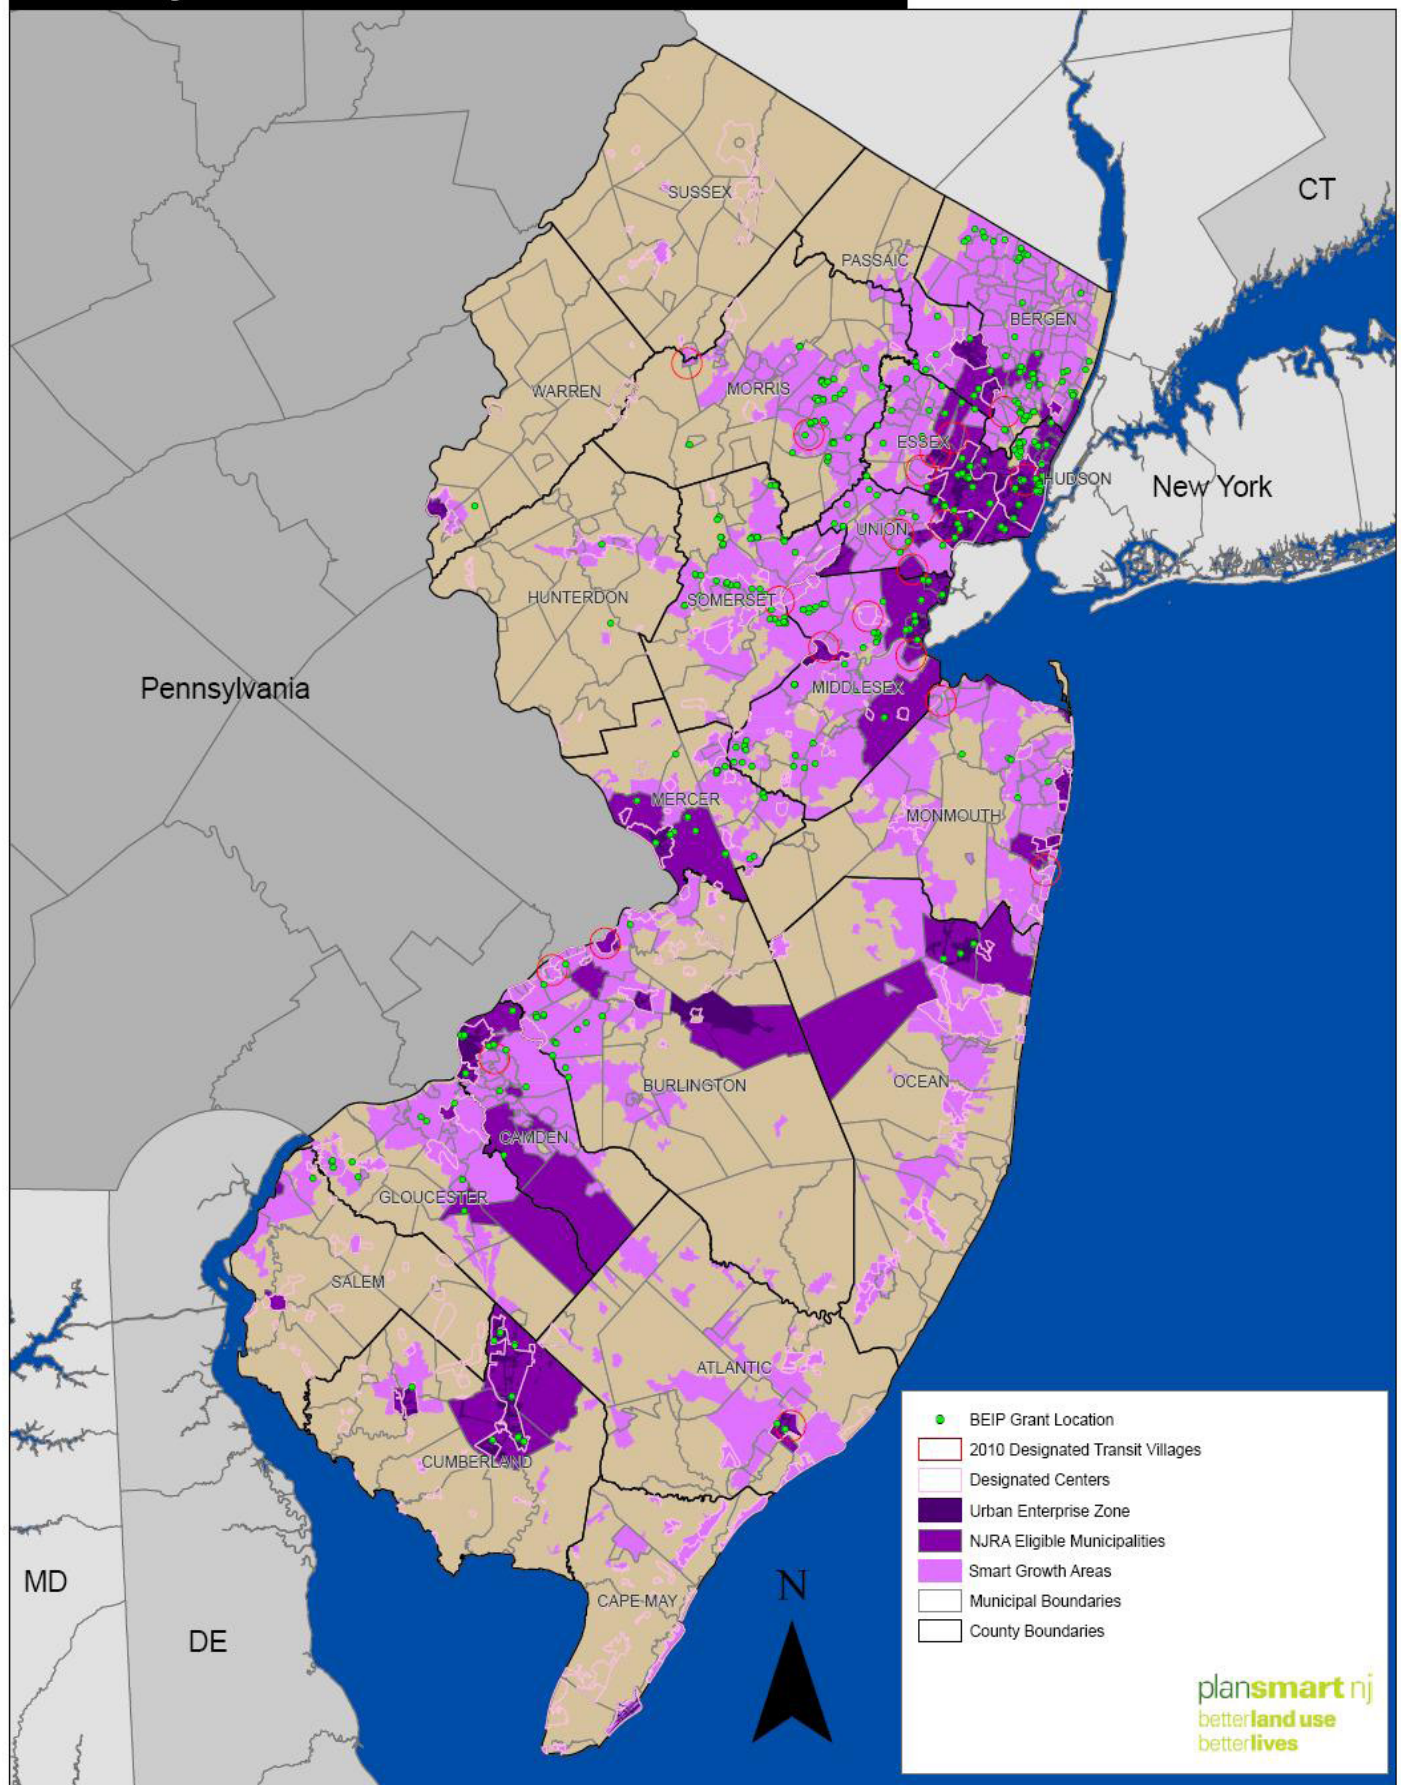 CT
SUSSEX
PASSAIC
BERGEN
WARREN
MORRIS
ESSEX
HUDSON
New York
UNION
HUNTERDON
SOMERSET
Pennsylvania
MIDDLESEX
MERCER
MONMOUTH
BURLINGTON
OCEAN
CAMDEN
GLOUCESTER
SALEM
ATLANTIC
CUMBERLAND
CAPE MAY
MD
DE
N
BEIP Grant Location
2010 Designated Transit Villages
Designated Centers
Urban Enterprise Zone
NJRA Eligible Municipalities
Smart Growth Areas
Municipal Boundaries
County Boundaries
plansmart nj
betterland use
betterlives